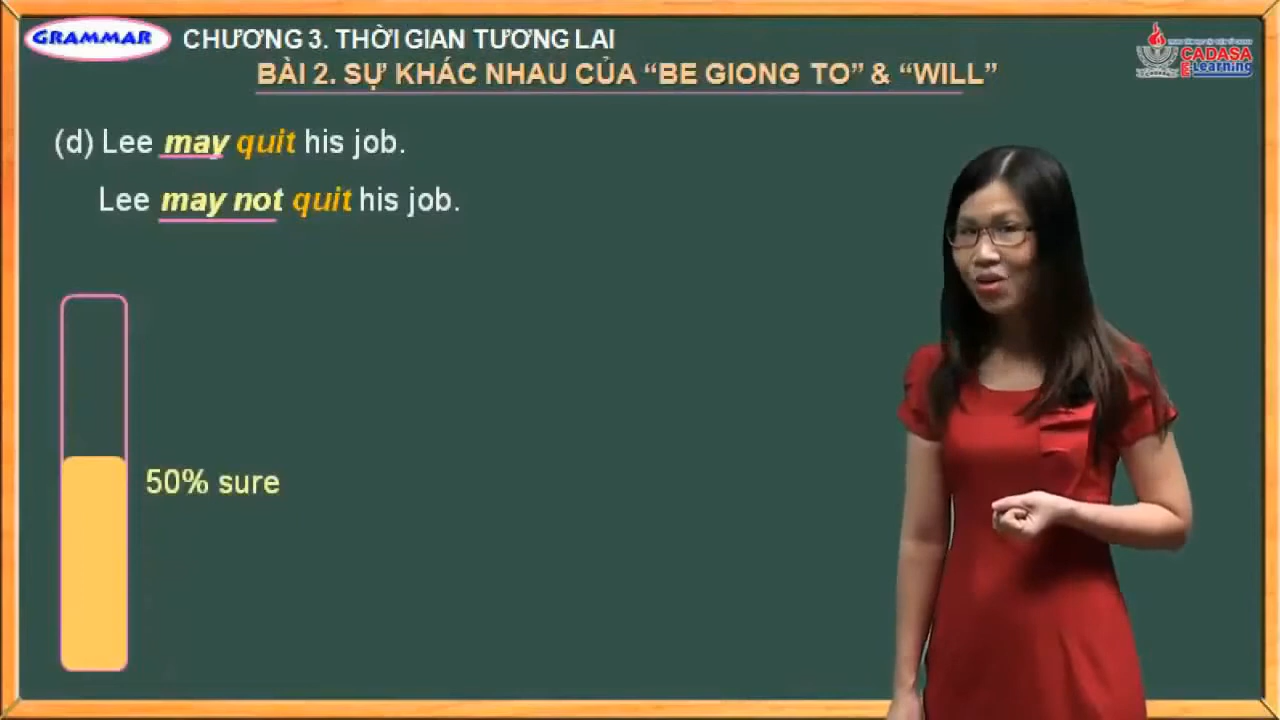 GRAMMAR
CHƯƠNG 3. THỜI GIAN TƯƠNG LAI
BÀI 2. SỰ KHÁC NHAU CỦA “BE GIONG TO” & “WILL”
CADASA
E-Learning
(d) Lee may quit his job.
Lee may not quit his job.
50% sure